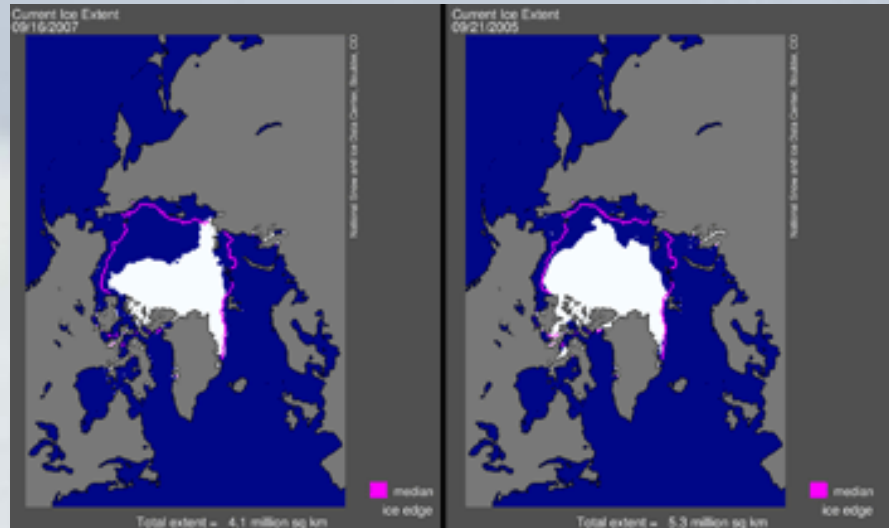 Current Ice Extent
09/16/2007
National Snow and Ice Data Center, Boulder, CO
median
ice edge
Total extent = 4.1 million sq km
Current Ice Extent
09/21/2005
National Snow and Ice Data Center, Boulder, CO
median
ice edge
Total extent = 5.3 million sq km